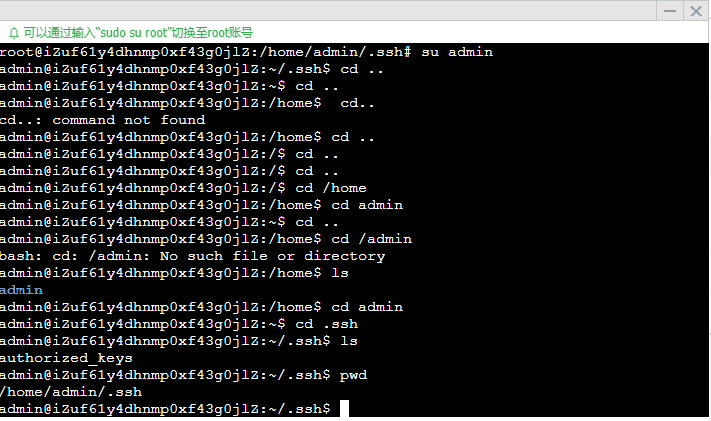 可以通过输入“sudo su root”切换至root账号
root@iZuf61y4dhnmp0xf43g0jlZ:/home/admin/.ssh# su admin
admin@iZuf61y4dhnmp0xf43g0jlZ:~/.ssh$ cd ..
admin@iZuf61y4dhnmp0xf43g0jlZ:~$ cd ..
admin@iZuf61y4dhnmp0xf43g0jlZ:/home$  cd..
cd..: command not found
admin@iZuf61y4dhnmp0xf43g0jlZ:/home$ cd ..
admin@iZuf61y4dhnmp0xf43g0jlZ:/$ cd ..
admin@iZuf61y4dhnmp0xf43g0jlZ:/$ cd ..
admin@iZuf61y4dhnmp0xf43g0jlZ:/$ cd /home
admin@iZuf61y4dhnmp0xf43g0jlZ:/home$ cd admin
admin@iZuf61y4dhnmp0xf43g0jlZ:~$ cd ..
admin@iZuf61y4dhnmp0xf43g0jlZ:/home$ cd /admin
bash: cd: /admin: No such file or directory
admin@iZuf61y4dhnmp0xf43g0jlZ:/home$ ls
admin
admin@iZuf61y4dhnmp0xf43g0jlZ:/home$ cd admin
admin@iZuf61y4dhnmp0xf43g0jlZ:~$ cd .ssh
admin@iZuf61y4dhnmp0xf43g0jlZ:~/.ssh$ ls
authorized_keys
admin@iZuf61y4dhnmp0xf43g0jlZ:~/.ssh$ pwd
/home/admin/.ssh
admin@iZuf61y4dhnmp0xf43g0jlZ:~/.ssh$